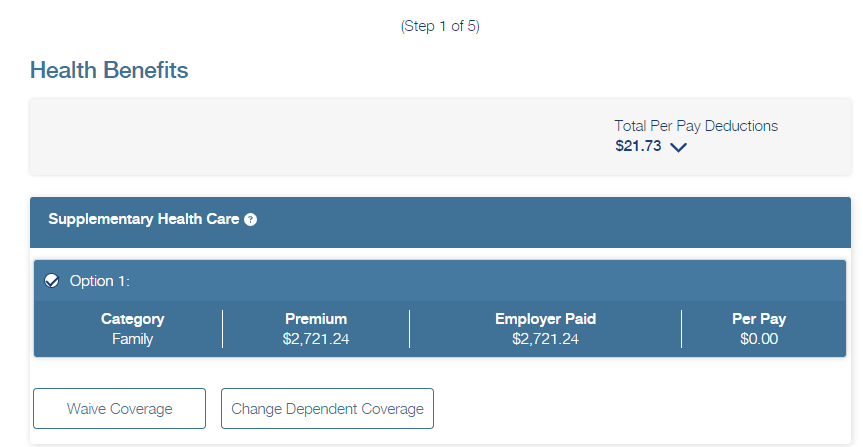 (Step 1 of 5)
Health Benefits
Total Per Pay Deductions
$21.73
Supplementary Health Care ?
Option 1:
Category Premium Employer Paid Per Pay
Family $2,721.24 $2,721.24 $0.00
Waive Coverage Change Dependent Coverage